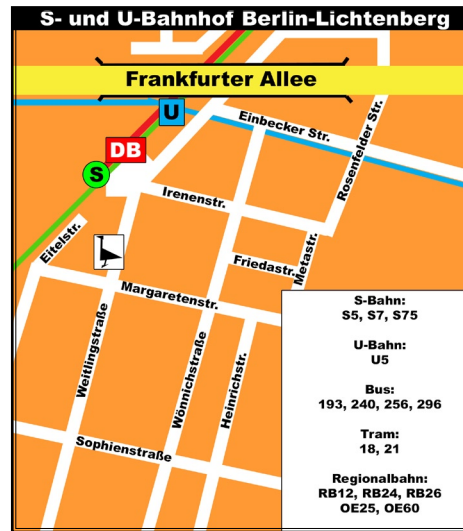 S- und U-Bahnhof Berlin-Lichtenberg
Frankfurter Allee
U
Einbecker Str.
DB
Rosenfelder Str.
S
Irenenstr.
Eitelstr.
Metastr.
Friedastr.
Margaretenstr.
Weitlingstraße
Wönnichstraße
Heinrichstr.
Sophienstraße
S-Bahn:
S5, S7, S75
U-Bahn:
U5
Bus:
193, 240, 256, 296
Tram:
18, 21
Regionalbahn:
RB12, RB24, RB26
OE25, OE60